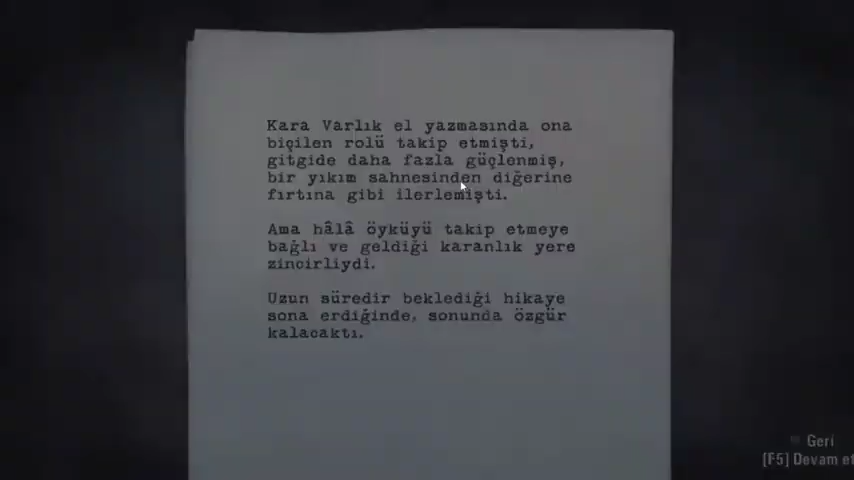 Kara Varlık el yazmasında ona
biçilen rolü takip etmişti,
gitgide daha fazla güçlenmiş,
bir yıkım sahnesinden diğerine
fırtına gibi ilerlemişti.
Ama hâlâ öyküyü takip etmeye
bağlı ve geldiği karanlık yere
zincirliydi.
Uzun süredir beklediği hikaye
sona erdiğinde, sonunda özgür
kalacaktı.
Geri
[F5] Devam et